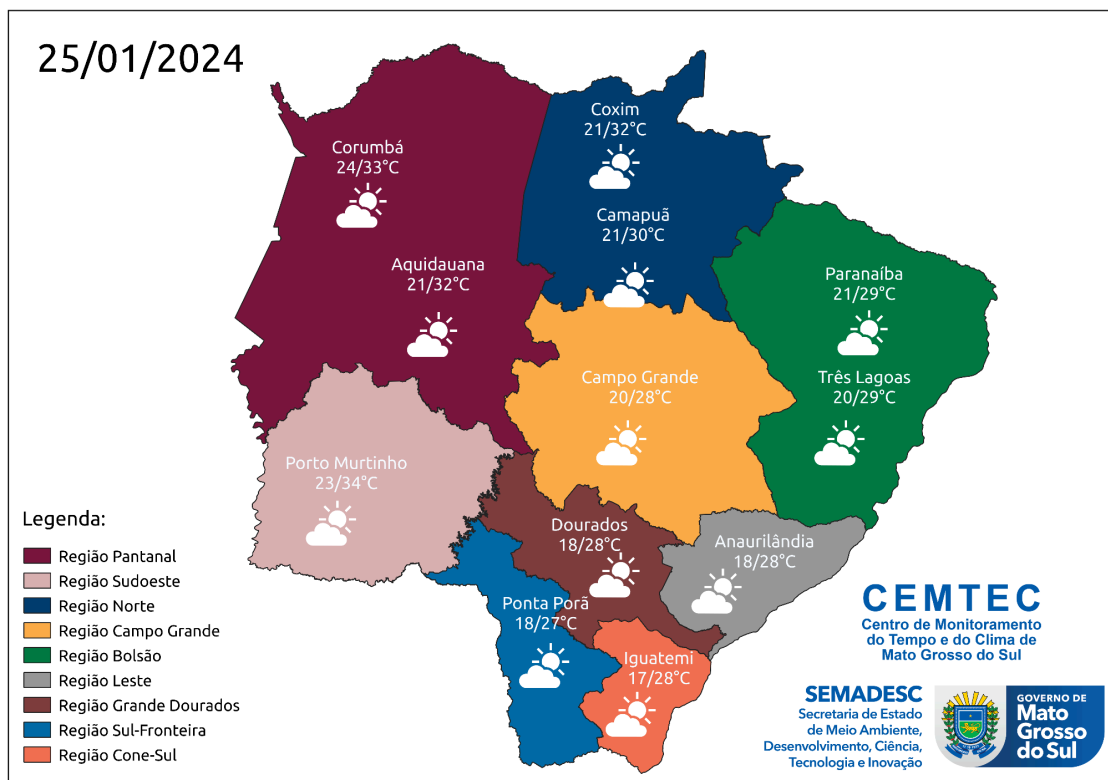 25/01/2024
Coxim
21/32°C
Corumbá
24/33°C
Camapuã
21/30°C
Aquidauana
21/32°C
Paranaíba
21/29°C
Campo Grande
20/28°C
Três Lagoas
20/29°C
Porto Murtinho
23/34°C
Dourados
18/28°C
Anaurilândia
18/28°C
Ponta Porã
18/27°C
Iguatemi
17/28°C
Legenda:
Região Pantanal
Região Sudoeste
Região Norte
Região Campo Grande
Região Bolsão
Região Leste
Região Grande Dourados
Região Sul-Fronteira
Região Cone-Sul
CEMTEC
Centro de Monitoramento
do Tempo e do Clima de
Mato Grosso do Sul
SEMADESC
Secretaria de Estado
de Meio Ambiente,
Desenvolvimento, Ciência,
Tecnologia e Inovação
GOVERNO DE
Mato
Grosso
do Sul